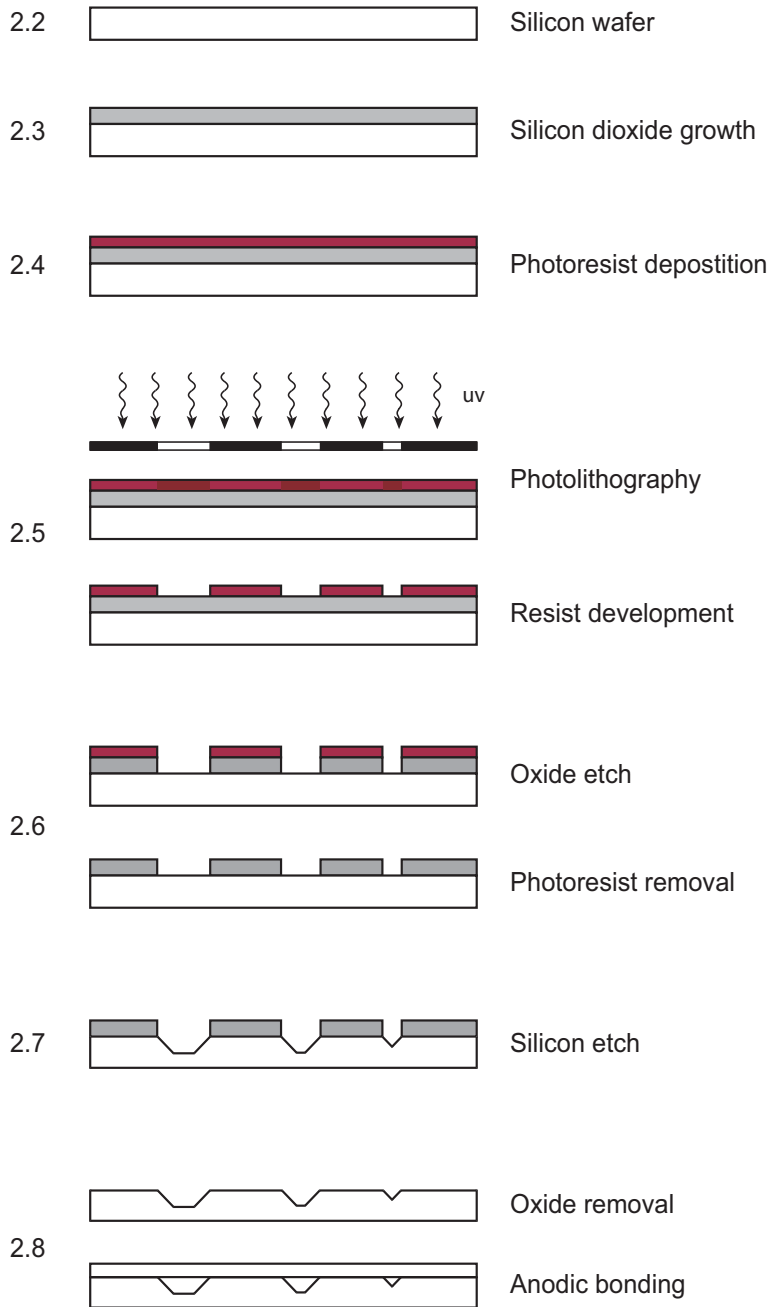 2.2 Silicon wafer
2.3 Silicon dioxide growth
2.4 Photoresist depostition
uv
Photolithography
2.5
Resist development
Oxide etch
2.6
Photoresist removal
2.7 Silicon etch
Oxide removal
2.8
Anodic bonding